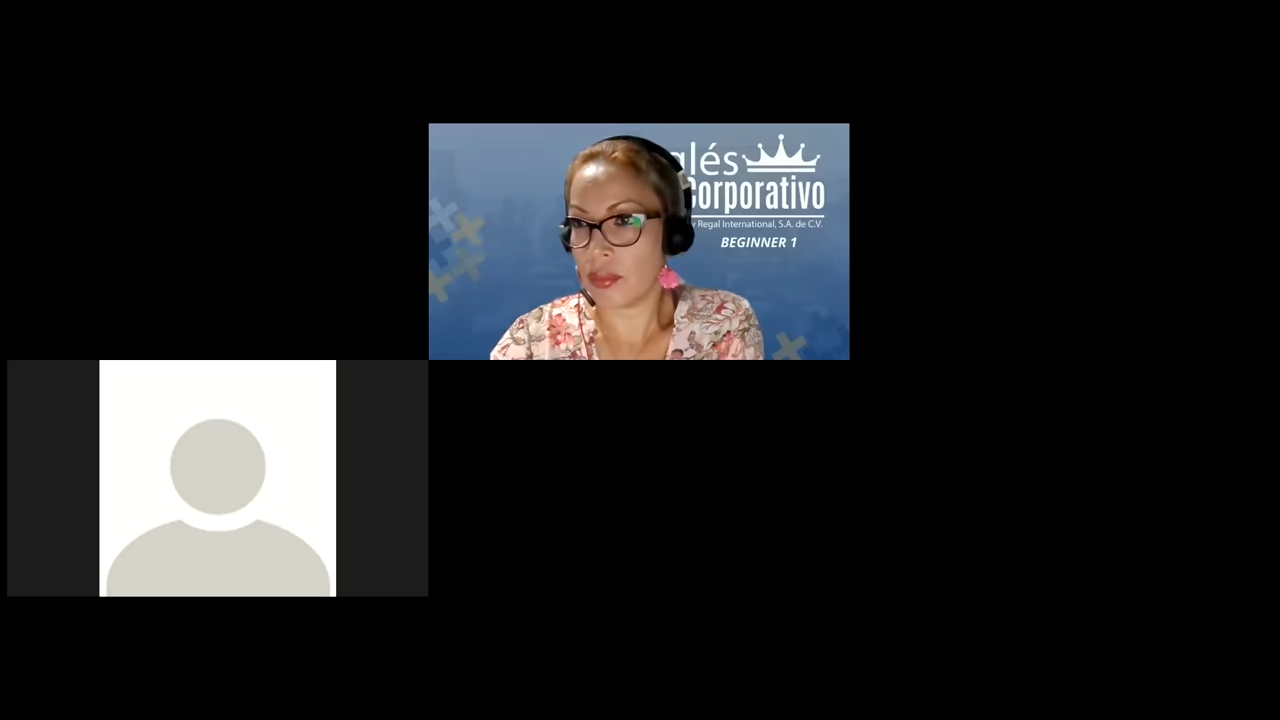 glés
Corporativo
y Regal International, S.A. de C.V.
BEGINNER 1